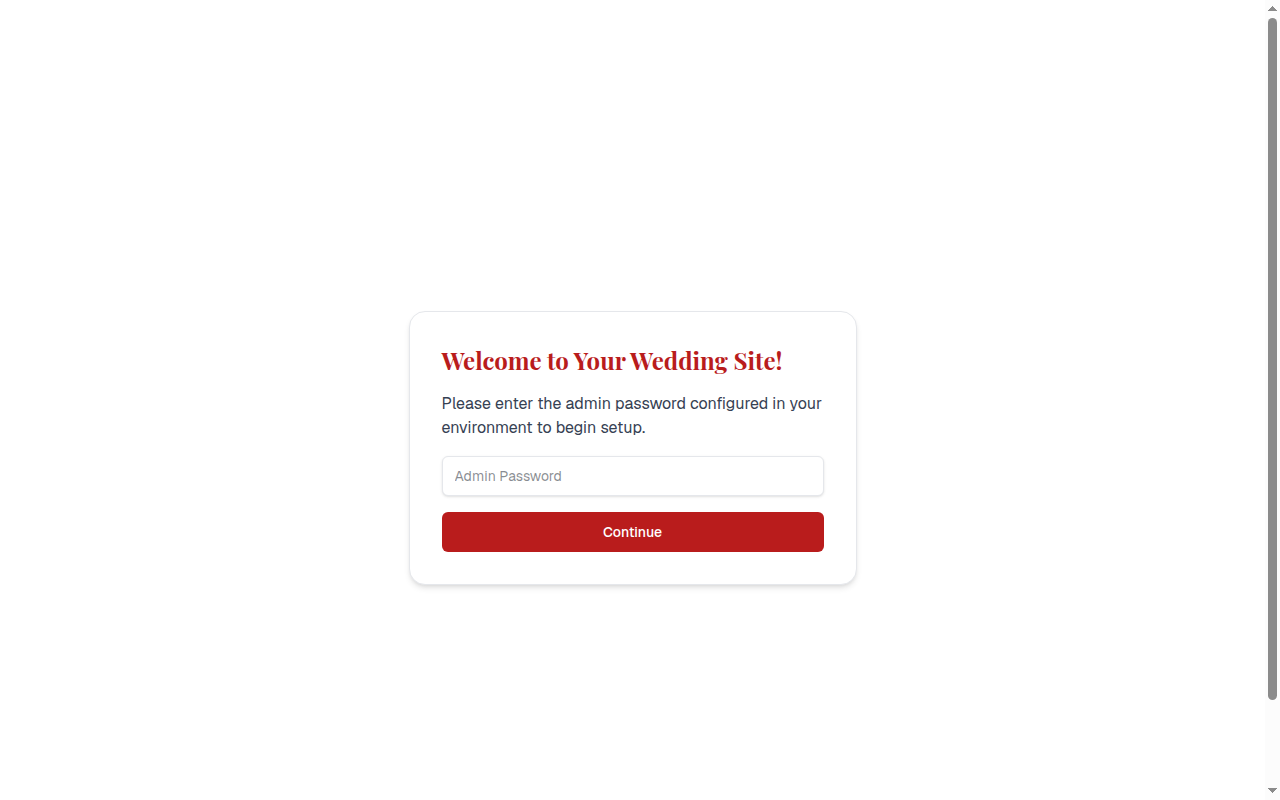 Welcome to Your Wedding Site!
Please enter the admin password configured in your
environment to begin setup.
Admin Password
Continue